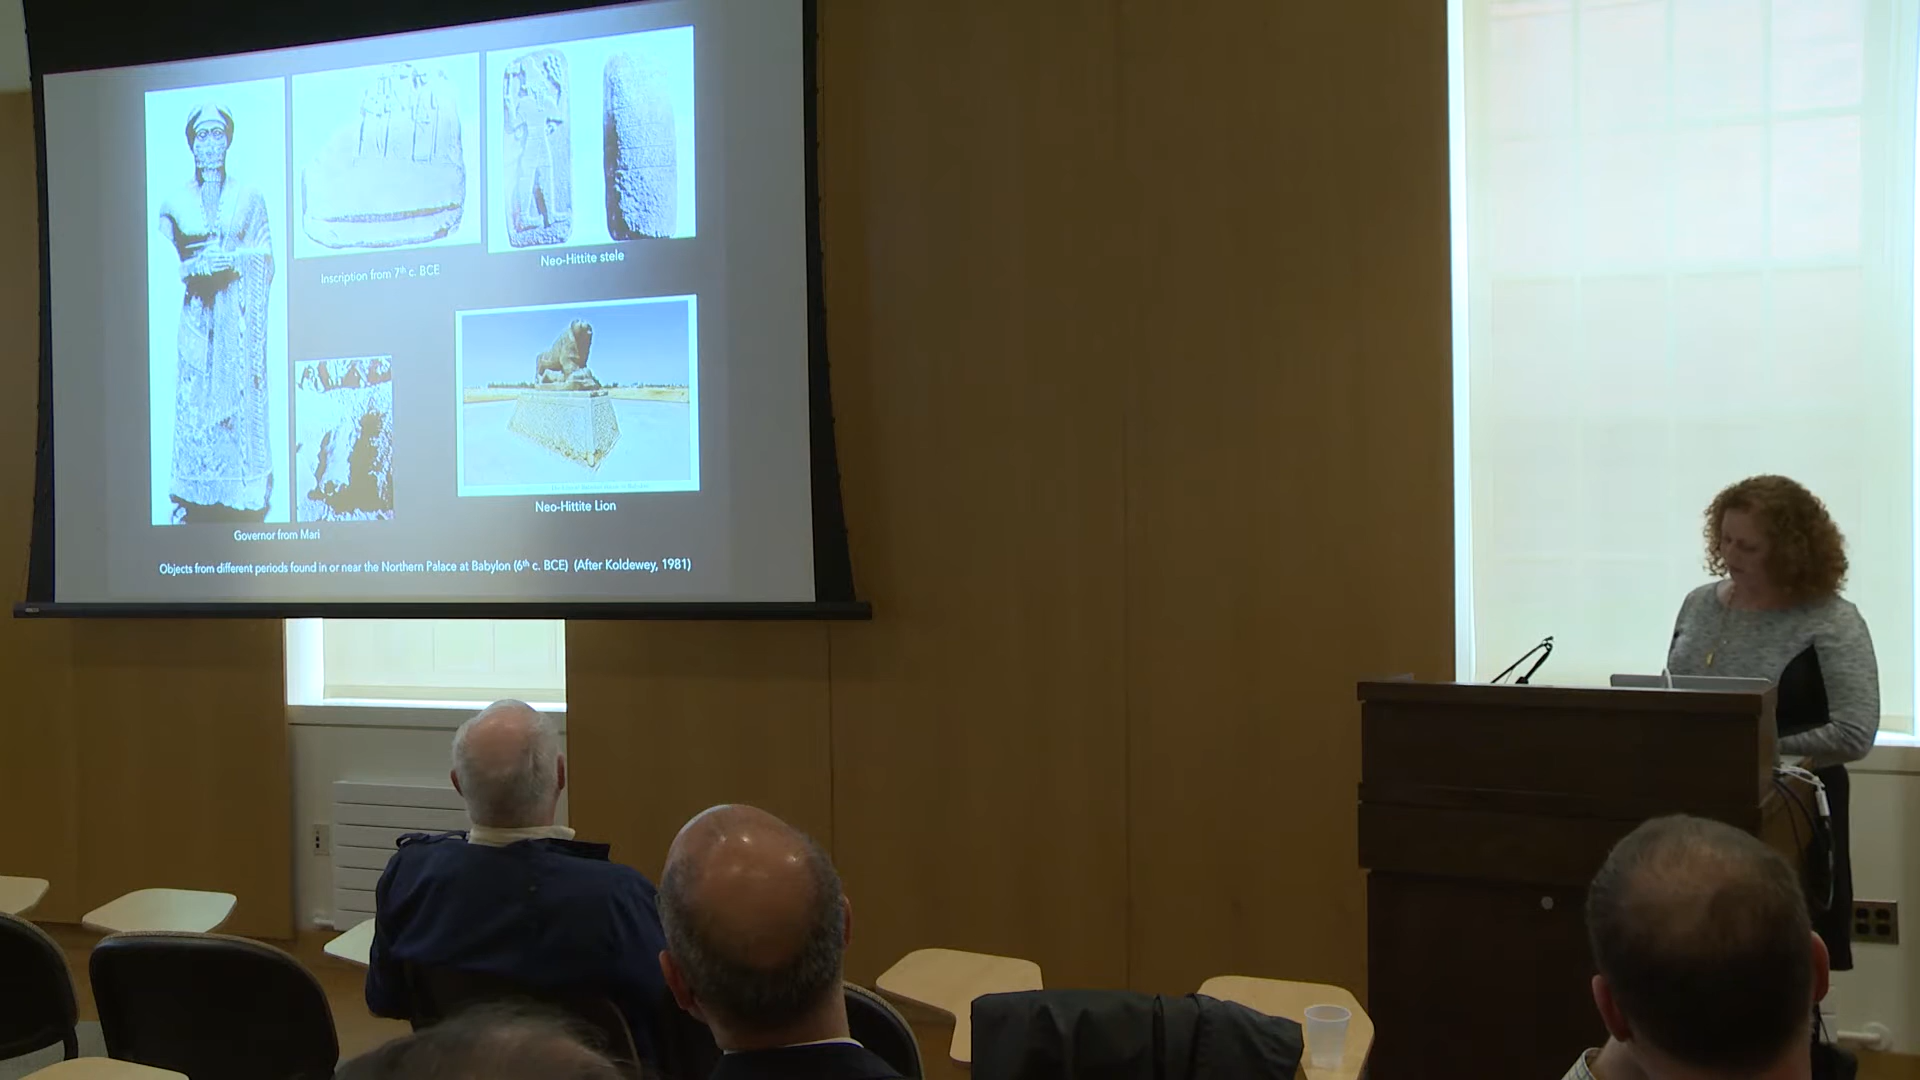 Inscription from 7th c. BCE
Neo-Hittite stele
Neo-Hittite Lion
Governor from Mari
Objects from different periods found in or near the Northern Palace at Babylon (6th c. BCE) (After Koldewey, 1981)